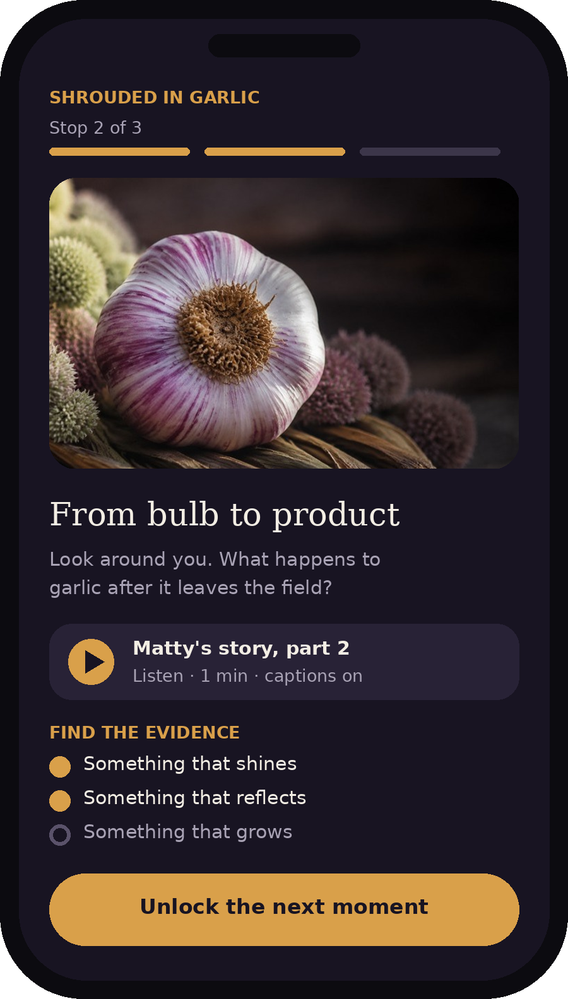 SHROUDED IN GARLIC
Stop 2 of 3
From bulb to product
Look around you. What happens to
garlic after it leaves the field?
Matty's story, part 2
Listen · 1 min · captions on
FIND THE EVIDENCE
Something that shines
Something that reflects
Something that grows
Unlock the next moment